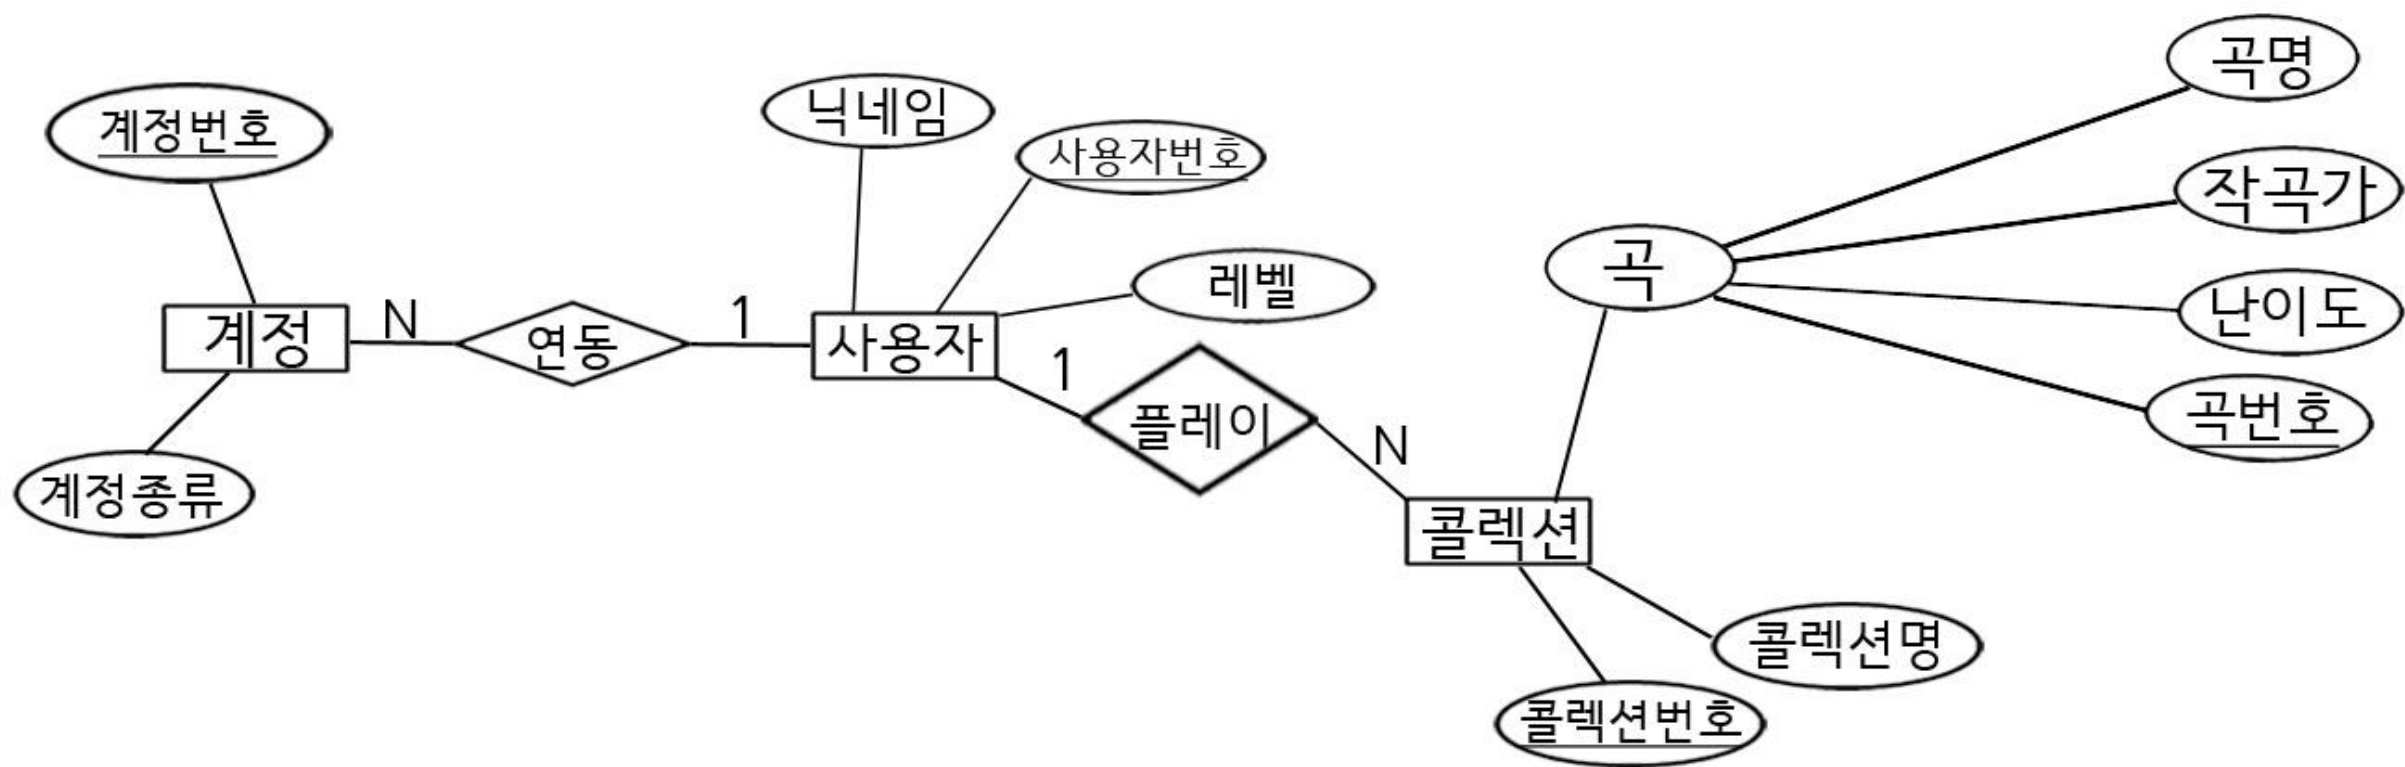 곡명
닉네임
계정번호
사용자번호
작곡가
곡
레벨
난이도
계정
N
연동
1
사용자
1
플레이
곡번호
N
계정종류
콜렉션
콜렉션명
콜렉션번호